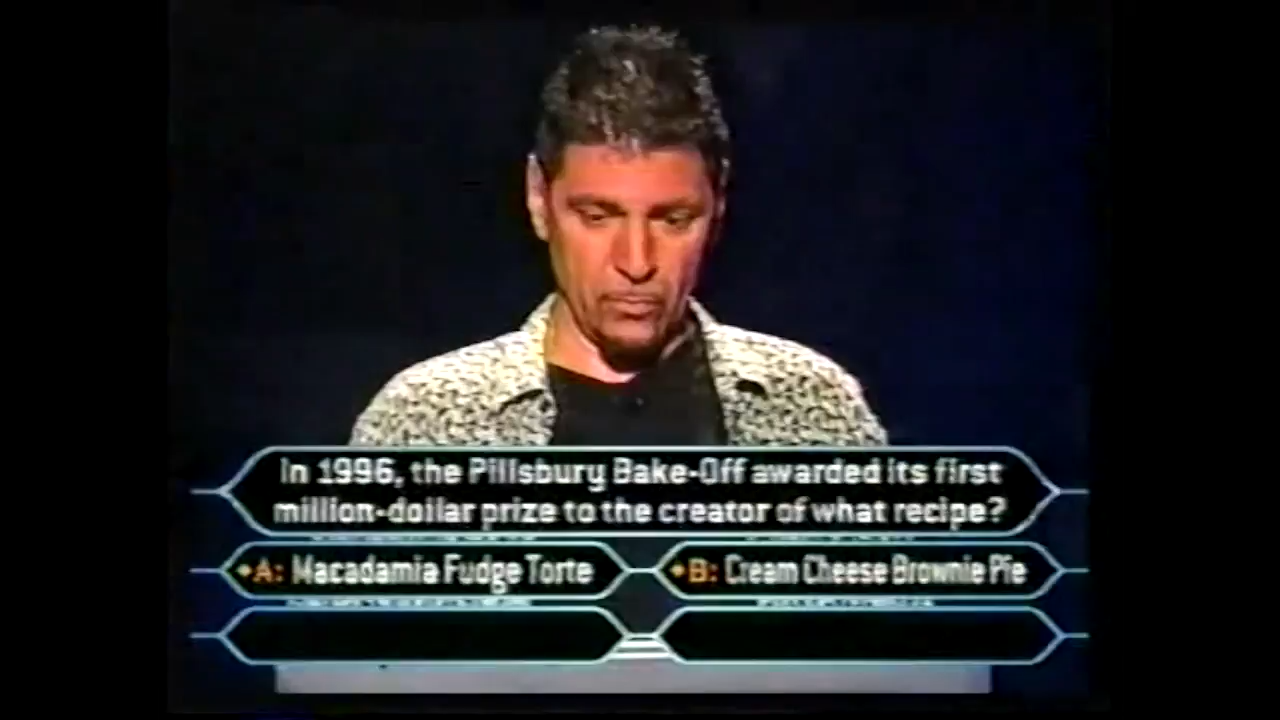 In 1996, the Pillsbury Bake-Off awarded its first
million-dollar prize to the creator of what recipe?
A: Macadamia Fudge Torte
B: Cream Cheese Brownie Pie